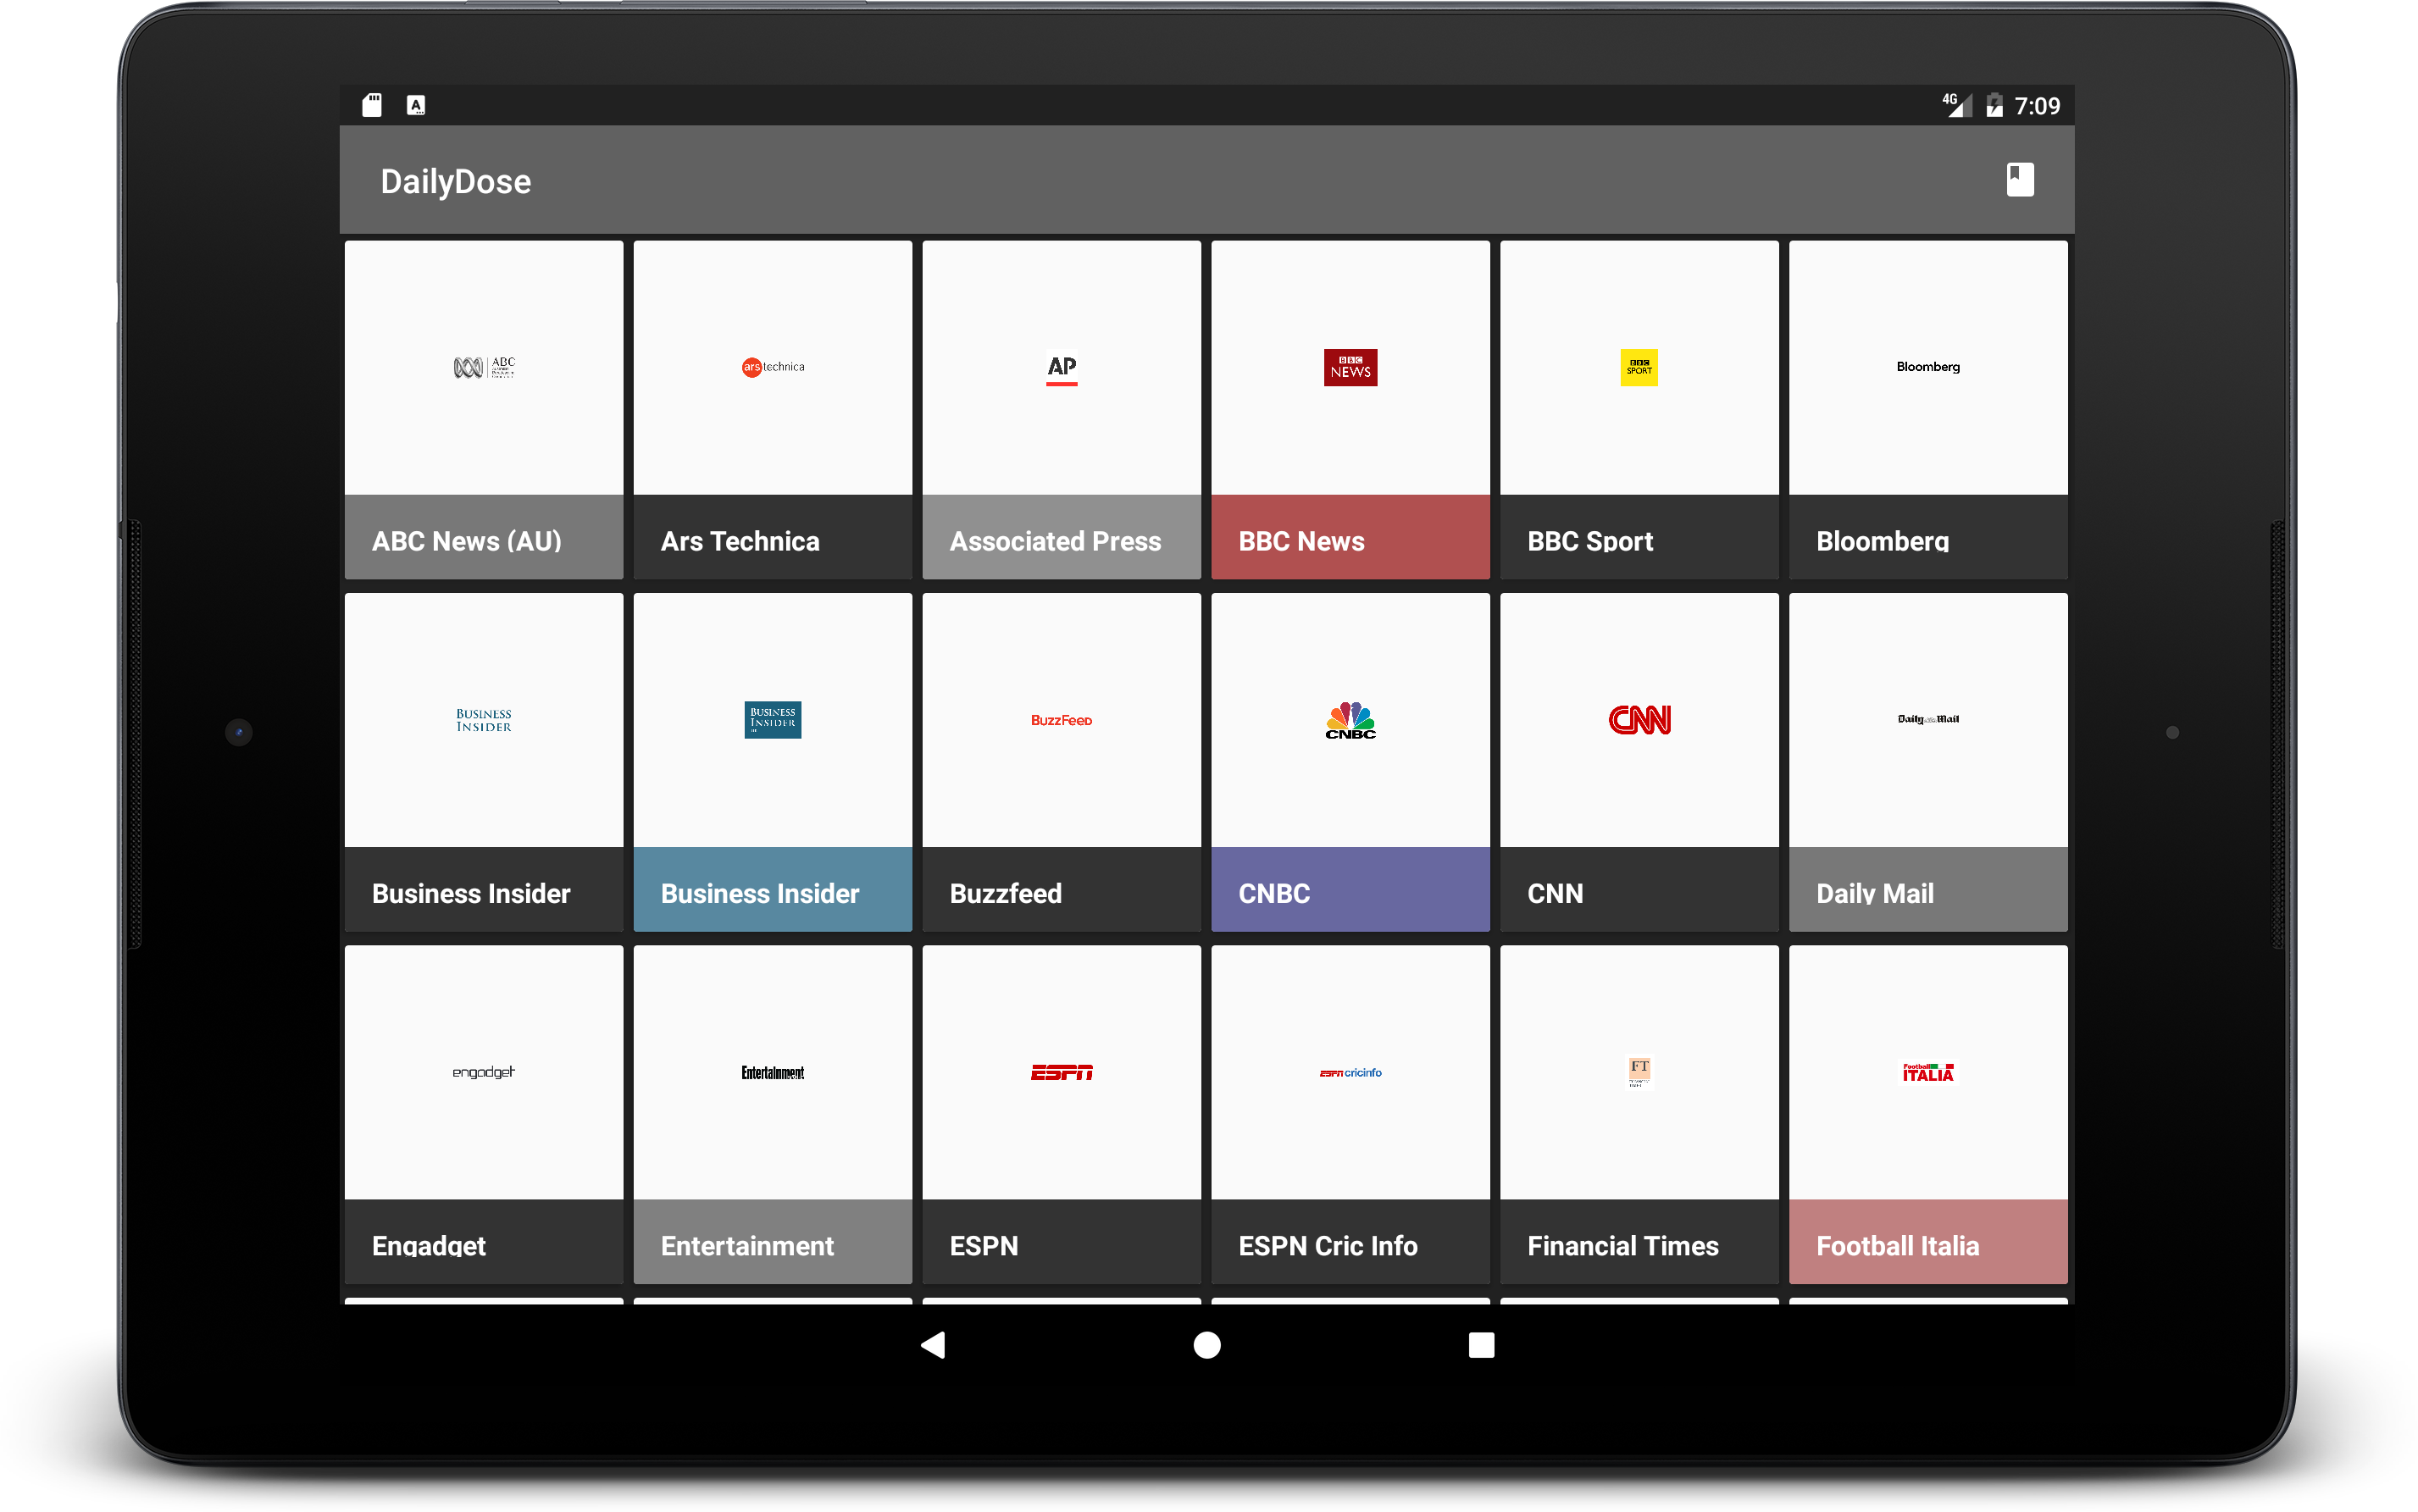 A
4G
7:09
DailyDose
ABC
ars technica
AP
BBC
NEWS
BBC
SPORT
Bloomberg
ABC News (AU)
Ars Technica
Associated Press
BBC News
BBC Sport
Bloomberg
BUSINESS
INSIDER
BUSINESS
INSIDER
BuzzFeed
CNBC
CNN
Daily Mail
Business Insider
Business Insider
Buzzfeed
CNBC
CNN
Daily Mail
engadget
Entertainment
ESPN
ESPN cricinfo
FT
Football
ITALIA
Engadget
Entertainment
ESPN
ESPN Cric Info
Financial Times
Football Italia